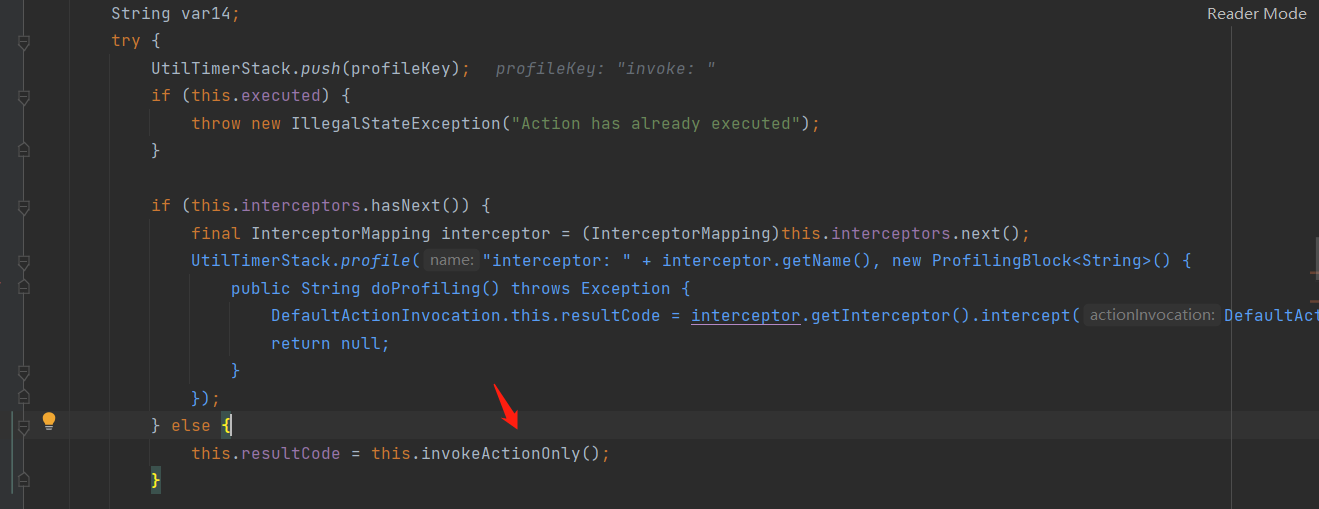 String var14;
Reader Mode
try {
UtilTimerStack.push(profileKey); profileKey: "invoke: "
if (this.executed) {
throw new IllegalStateException("Action has already executed");
}
if (this.interceptors.hasNext()) {
final InterceptorMapping interceptor = (InterceptorMapping)this.interceptors.next();
UtilTimerStack.profile( name: "interceptor: " + interceptor.getName(), new ProfilingBlock<String>() {
public String doProfiling() throws Exception {
DefaultActionInvocation.this.resultCode = interceptor.getInterceptor().intercept( actionInvocation: DefaultAct
return null;
}
});
} else {
this.resultCode = this.invokeActionOnly();
}